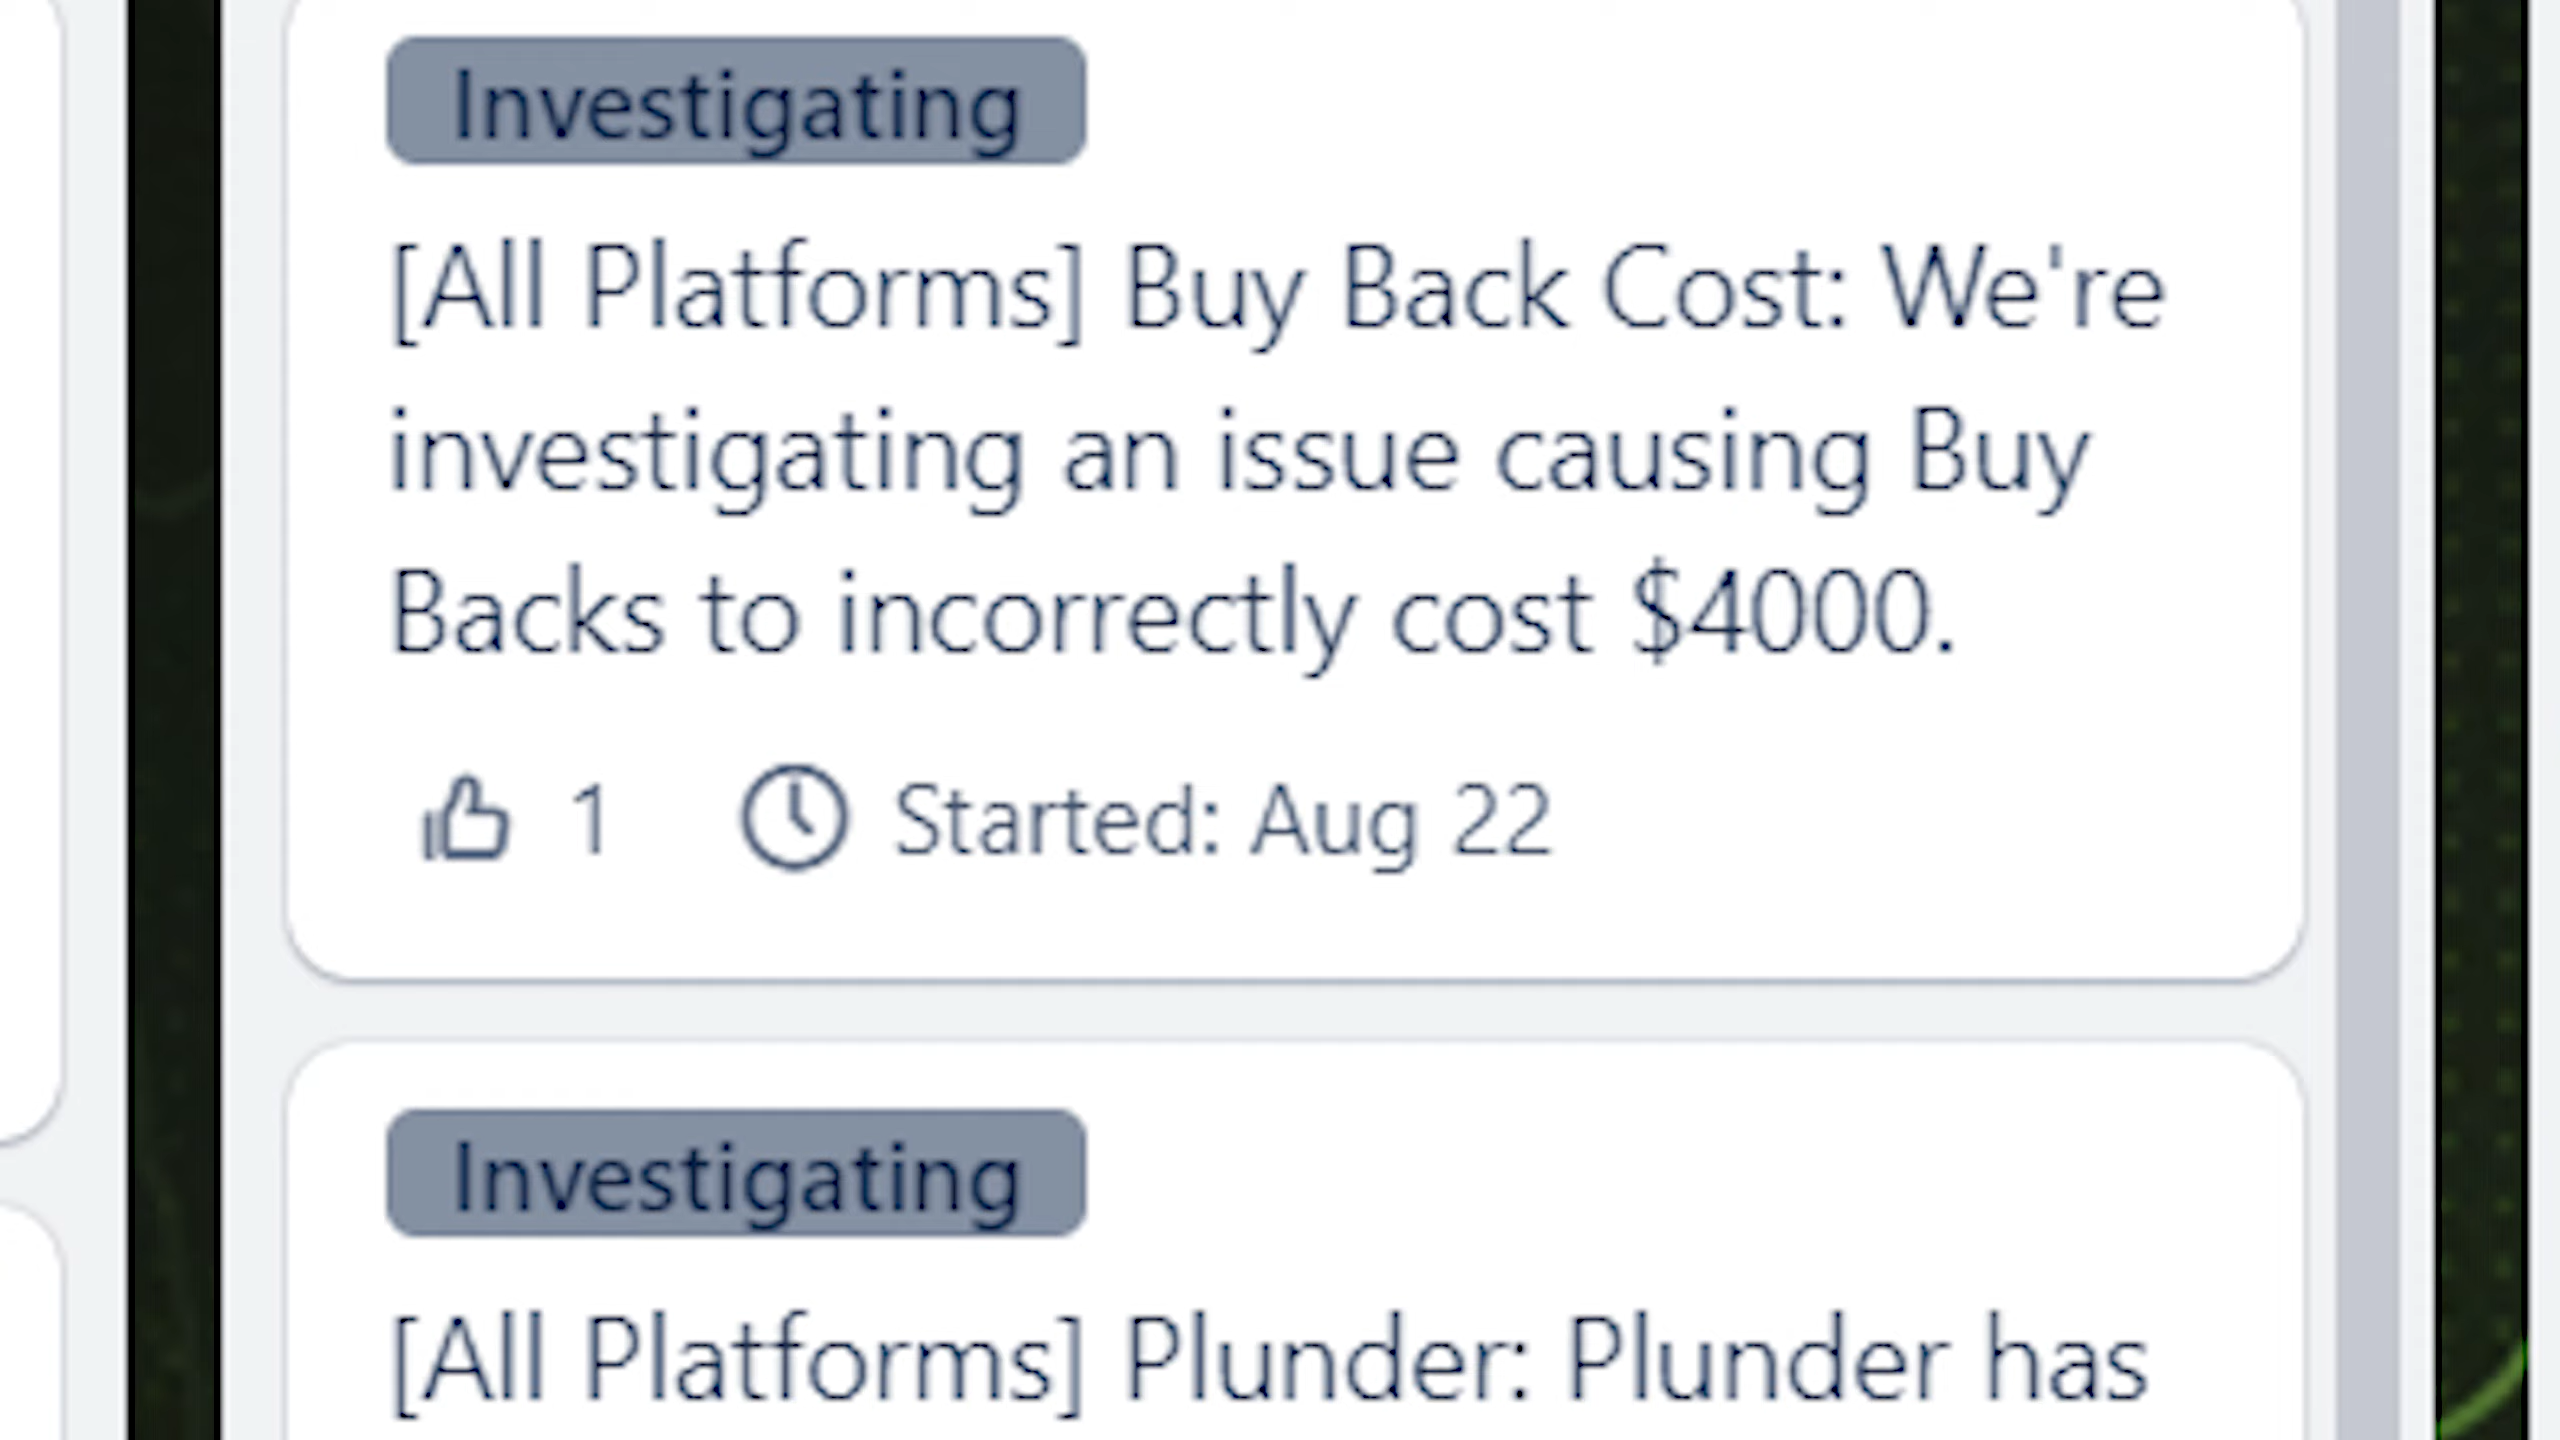 Investigating
[All Platforms] Buy Back Cost: We're
investigating an issue causing Buy
Backs to incorrectly cost $4000.
1 Started: Aug 22
Investigating
[All Platforms] Plunder: Plunder has